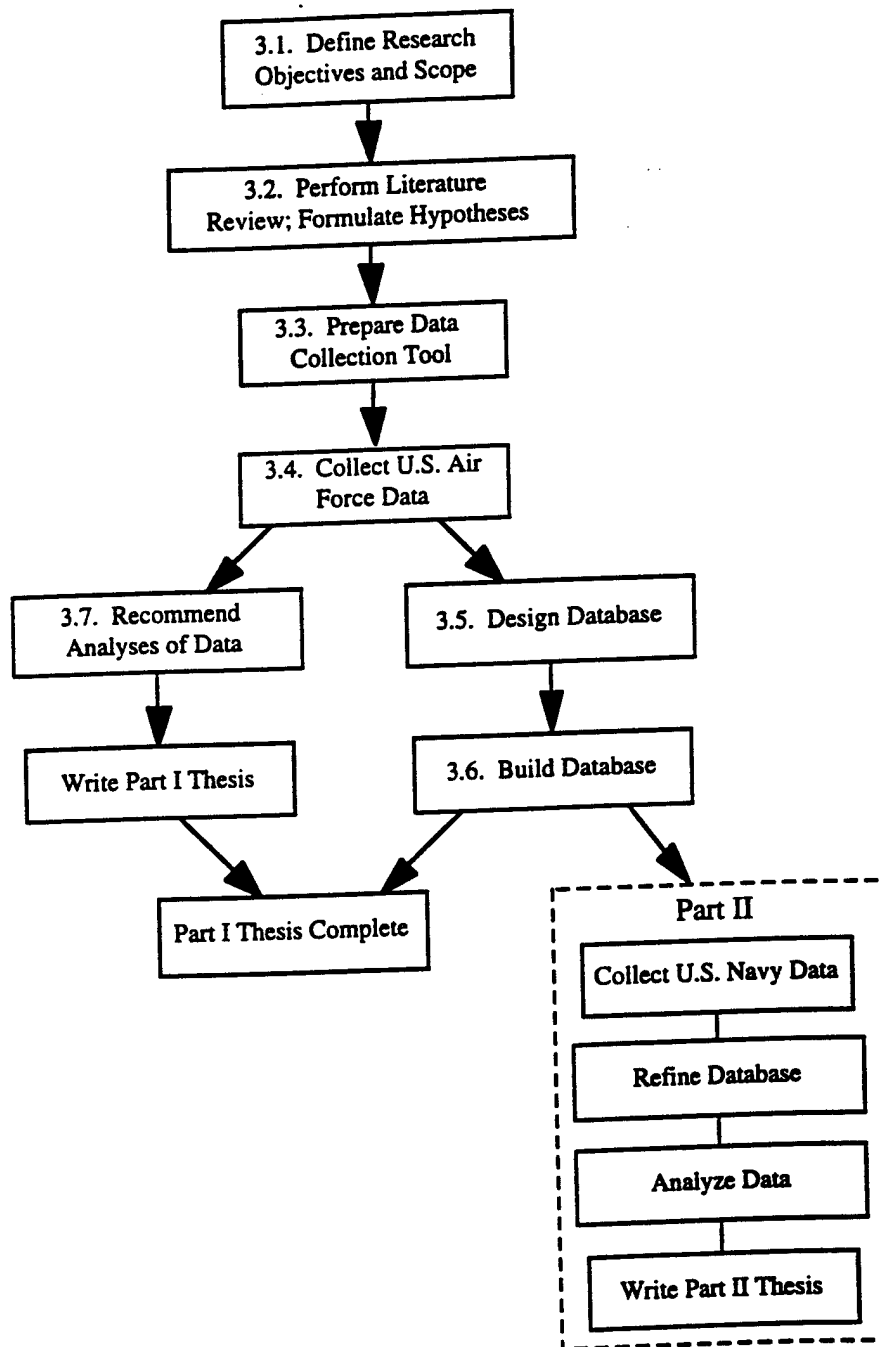 3.1. Define Research
Objectives and Scope
3.2. Perform Literature
Review; Formulate Hypotheses
3.3. Prepare Data
Collection Tool
3.4. Collect U.S. Air
Force Data
3.7. Recommend
Analyses of Data
3.5. Design Database
Write Part I Thesis
3.6. Build Database
Part I Thesis Complete
Part II
Collect U.S. Navy Data
Refine Database
Analyze Data
Write Part II Thesis